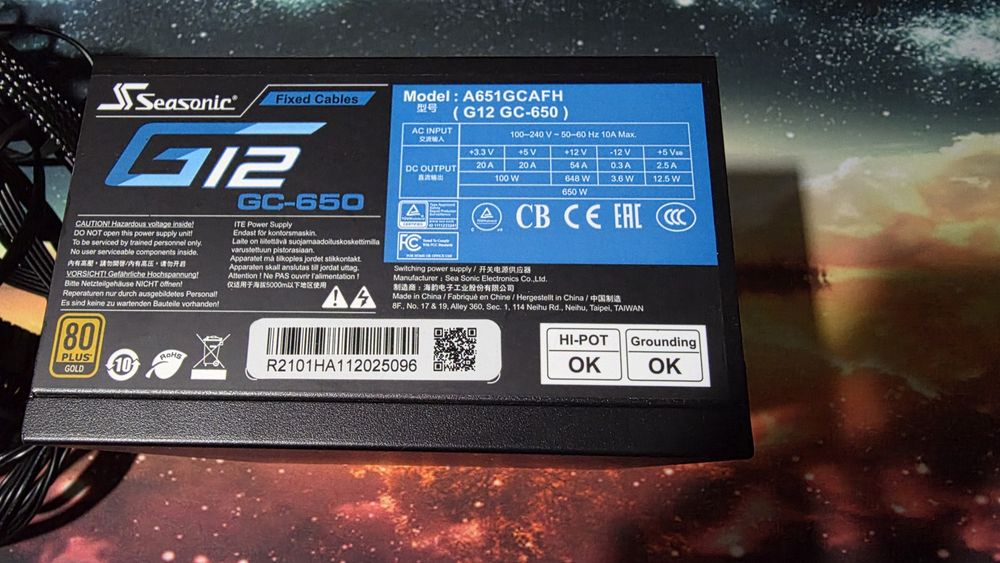 Seasonic®
Fixed Cables
G12
GC-650
Model : A651GCAFH
型号 ( G12 GC-650 )
AC INPUT
交流输入
100–240 V ~ 50–60 Hz 10A Max.
DC OUTPUT
直流输出
+3.3 V +5 V +12 V -12 V +5 VSB
20 A 20 A 54 A 0.3 A 2.5 A
100 W 648 W 3.6 W 12.5 W
650 W
CB CE EAC CCC
FC
CAUTION! Hazardous voltage inside!
DO NOT open this power supply unit!
To be serviced by trained personnel only.
No user serviceable components inside.
内有高壓，請勿開啓/内有高压，请勿开启
VORSICHT! Gefährliche Hochspannung!
Bitte Netzteilgehäuse NICHT öffnen!
Reparaturen nur durch ausgebildetes Personal!
Es sind keine zu wartenden Bauteile vorhanden!
ITE Power Supply
Endast för kontorsmaskin.
Laite on liitettävä suojamaadoituskoskettimilla
varustettuun pistorasiaan.
Apparatet må tilkoples jordet stikkontakt.
Apparaten skall anslutas till jordat uttag.
Attention ! Ne PAS ouvrir l'alimentation !
仅适用于海拔5000m以下地区使用
Switching power supply / 开关电源供应器
Manufacturer : Sea Sonic Electronics Co.,Ltd.
制造商：海韵电子工业股份有限公司
Made in China / Fabriqué en Chine / Hergestellt in China / 中国制造
8F., No. 17 & 19, Alley 360, Sec. 1, 114 Neihu Rd., Neihu, Taipei, TAIWAN
80
PLUS®
GOLD
10
RoHS
R2101HA112025096
HI-POT
OK
Grounding
OK